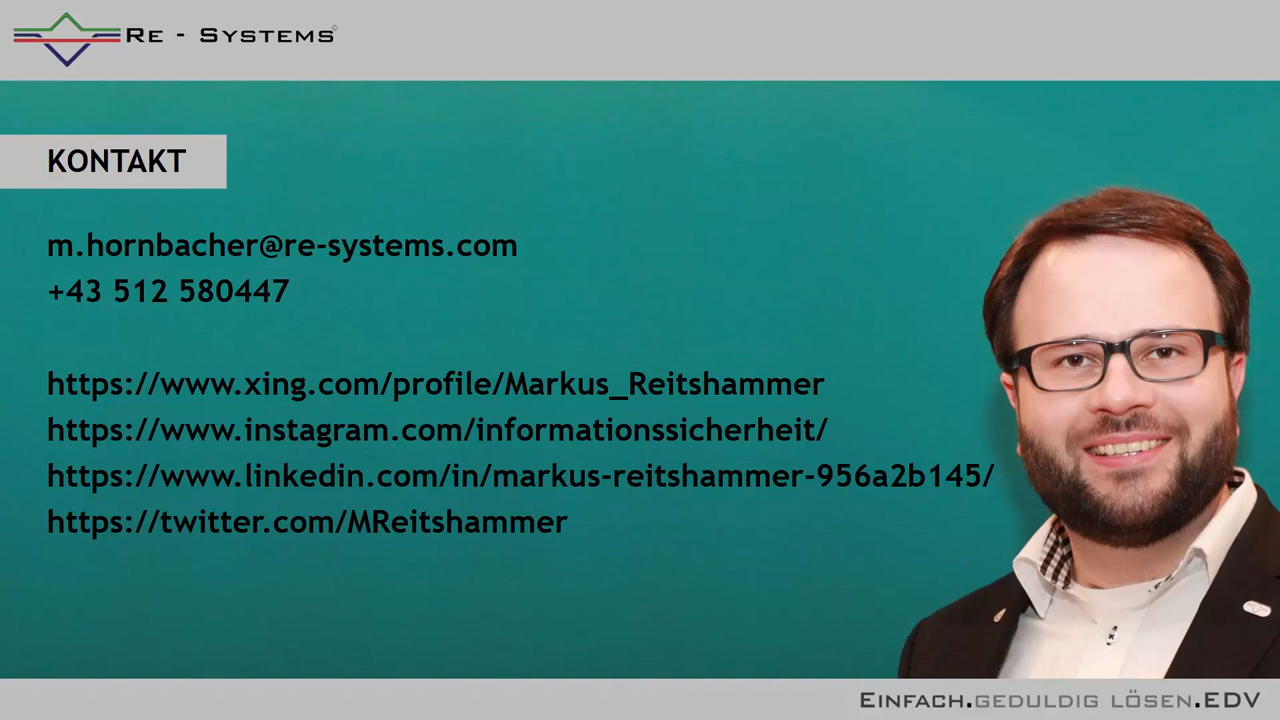 RE - SYSTEMS
KONTAKT
m.hornbacher@re-systems.com
+43 512 580447
https://www.xing.com/profile/Markus_Reitshammer
https://www.instagram.com/informationssicherheit/
https://www.linkedin.com/in/markus-reitshammer-956a2b145/
https://twitter.com/MReitshammer
EINFACH.GEDULDIG LÖSEN.EDV